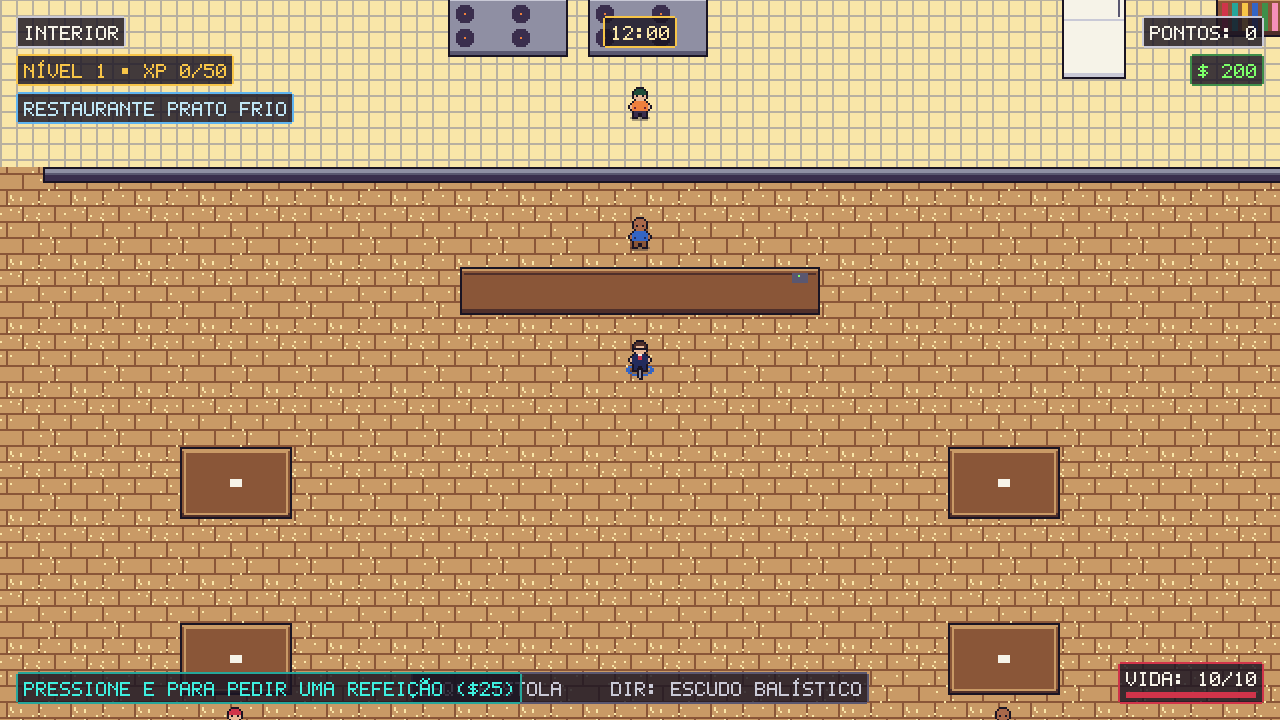 INTERIOR
12:00
PONTOS: 0
NÍVEL 1 ▪ XP 0/50
$ 200
RESTAURANTE PRATO FRIO
PRESSIONE E PARA PEDIR UMA REFEIÇÃO ($25)
OLA DIR: ESCUDO BALÍSTICO
VIDA: 10/10